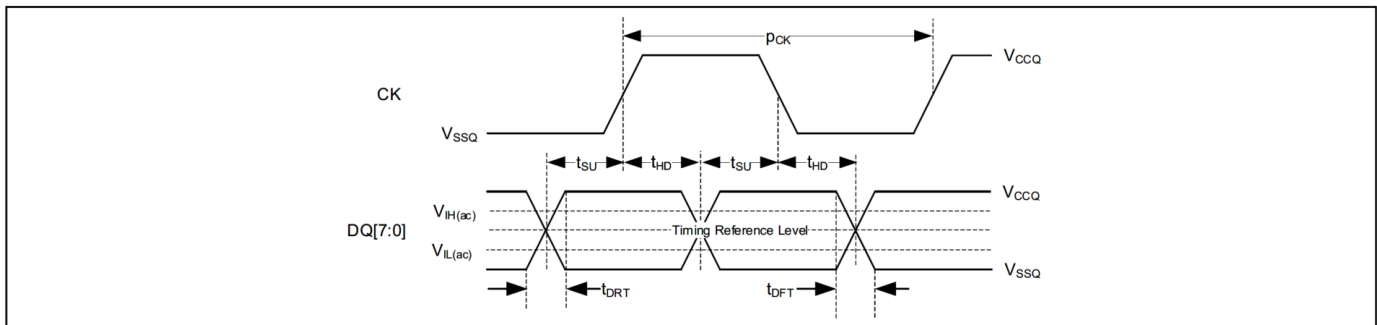 pCK
VCCQ
CK
VSSQ
tSU tHD tSU tHD
VCCQ
VIH(ac)
DQ[7:0] Timing Reference Level
VIL(ac)
VSSQ
tDRT tDFT